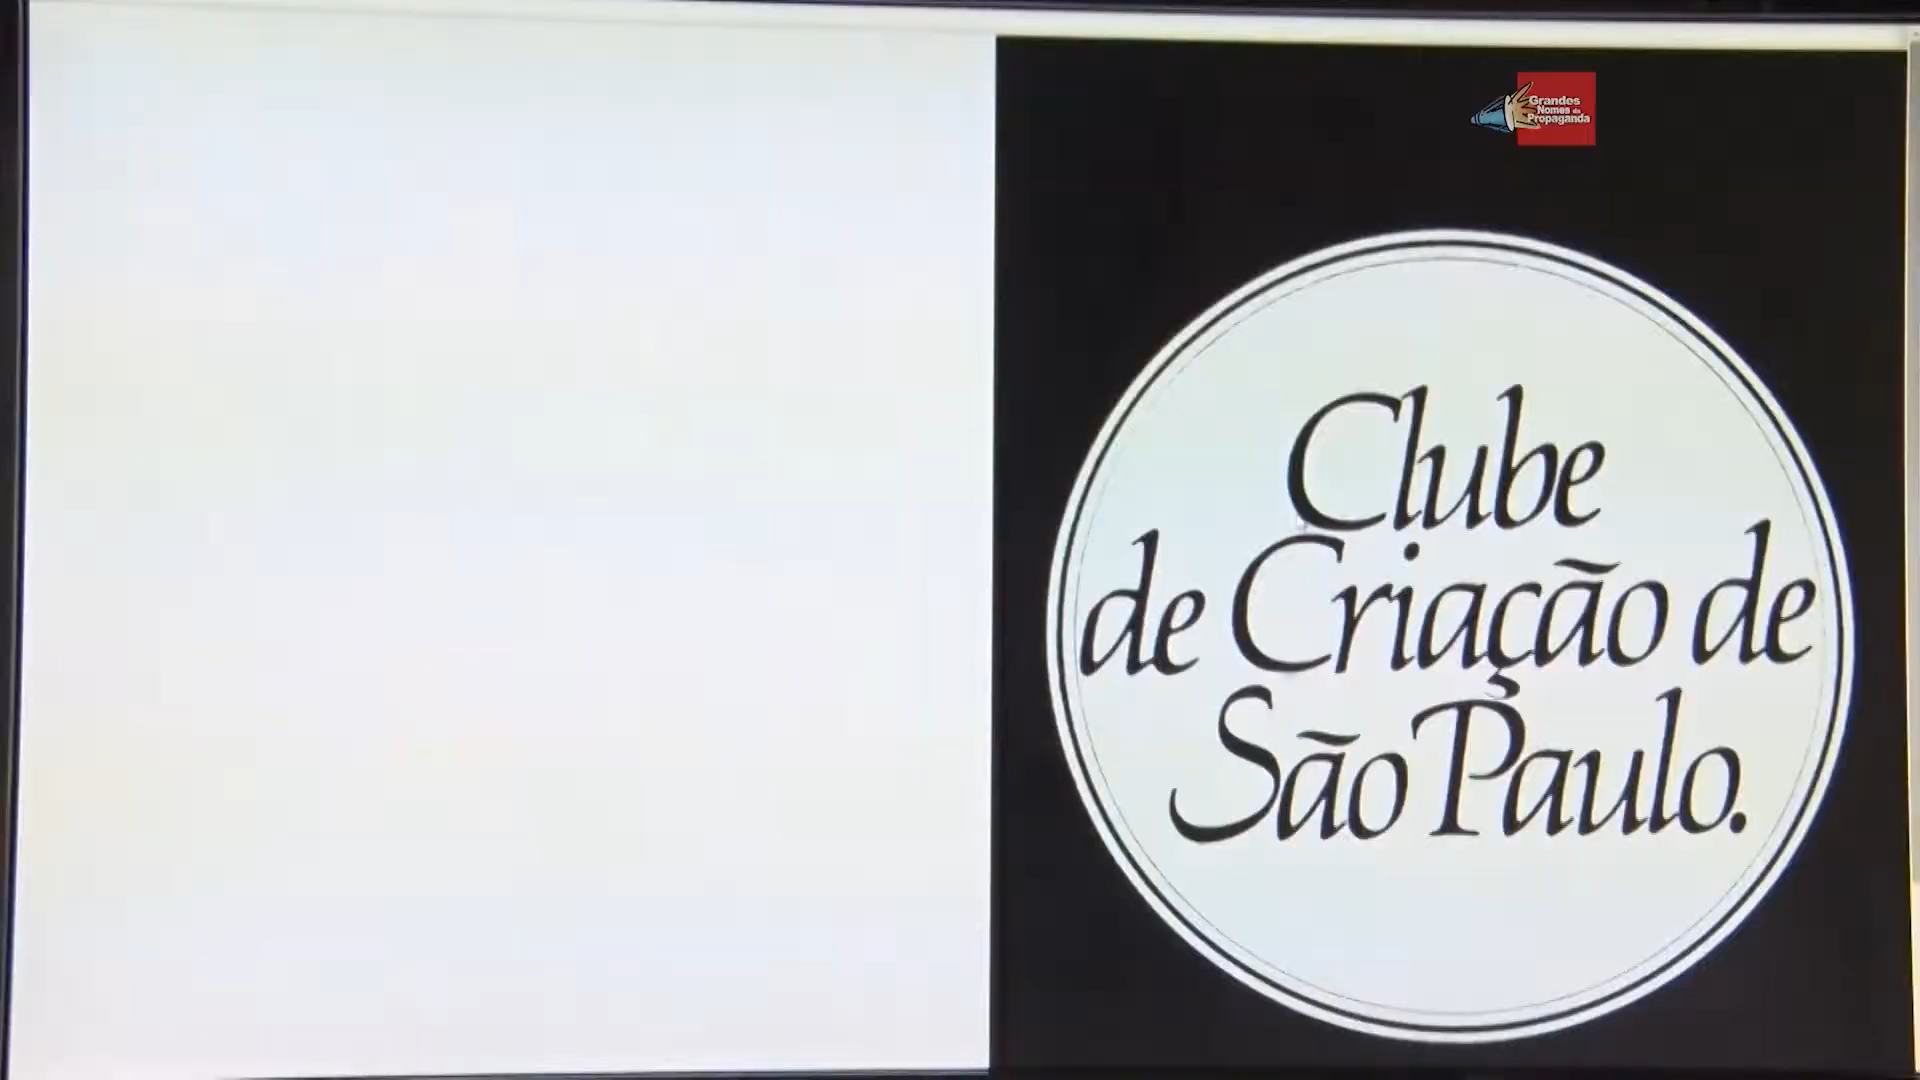 Grandes
Nomes da
Propaganda
Clube
de Criação de
São Paulo.